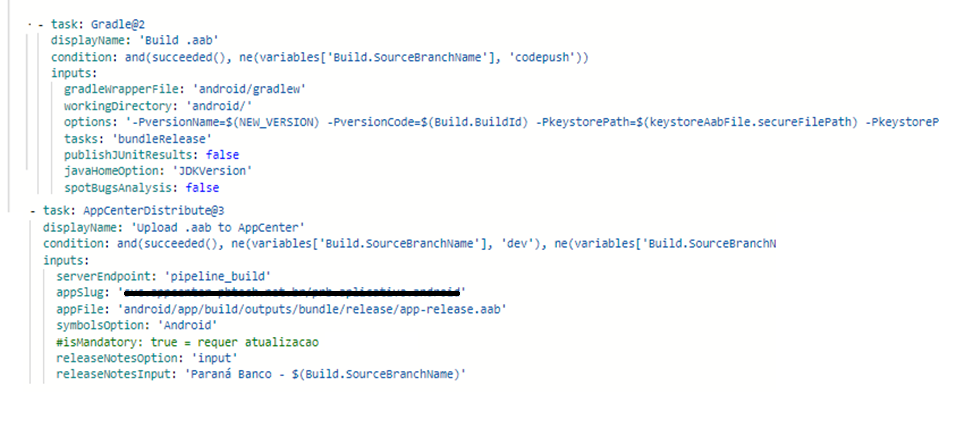 - task: Gradle@2
displayName: 'Build .aab'
condition: and(succeeded(), ne(variables['Build.SourceBranchName'], 'codepush'))
inputs:
gradleWrapperFile: 'android/gradlew'
workingDirectory: 'android/'
options: '-PversionName=$(NEW_VERSION) -PversionCode=$(Build.BuildId) -PkeystorePath=$(keystoreAabFile.secureFilePath) -PkeystoreP
tasks: 'bundleRelease'
publishJUnitResults: false
javaHomeOption: 'JDKVersion'
spotBugsAnalysis: false
- task: AppCenterDistribute@3
displayName: 'Upload .aab to AppCenter'
condition: and(succeeded(), ne(variables['Build.SourceBranchName'], 'dev'), ne(variables['Build.SourceBranchN
inputs:
serverEndpoint: 'pipeline_build'
appSlug: '
appFile: 'android/app/build/outputs/bundle/release/app-release.aab'
symbolsOption: 'Android'
#isMandatory: true = requer atualizacao
releaseNotesOption: 'input'
releaseNotesInput: 'Paraná Banco - $(Build.SourceBranchName)'